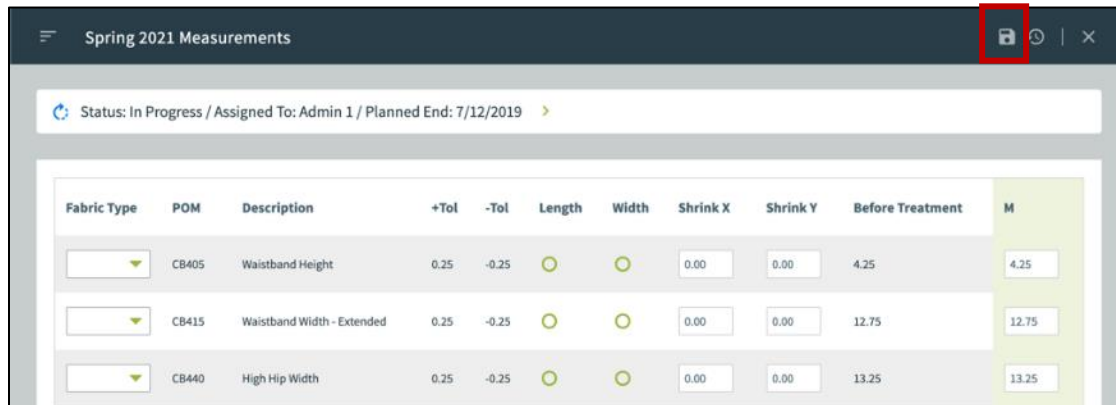 Spring 2021 Measurements
Status: In Progress / Assigned To: Admin 1 / Planned End: 7/12/2019
Fabric Type POM Description +Tol -Tol Length Width Shrink X Shrink Y Before Treatment M
CB405 Waistband Height 0.25 -0.25 0.00 0.00 4.25 4.25
CB415 Waistband Width - Extended 0.25 -0.25 0.00 0.00 12.75 12.75
CB440 High Hip Width 0.25 -0.25 0.00 0.00 13.25 13.25